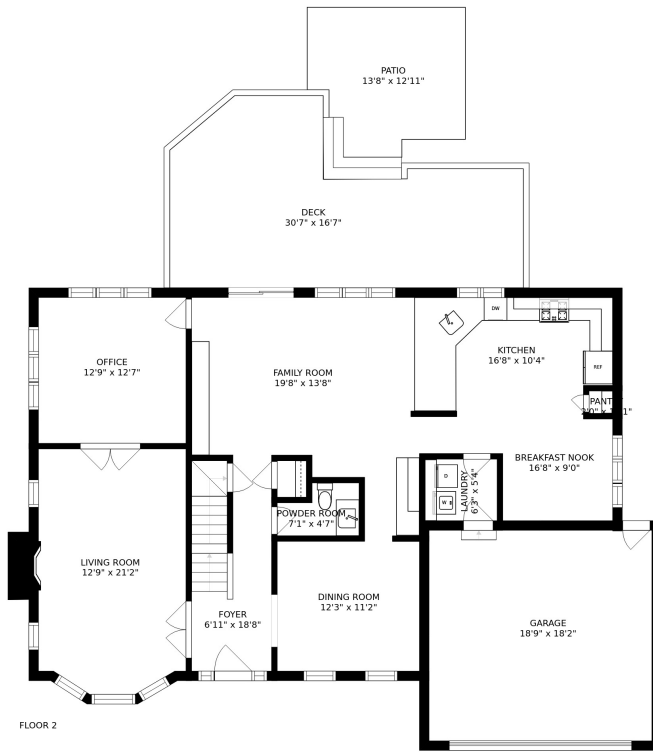 PATIO
13'8" x 12'11"
DECK
30'7" x 16'7"
DW
KITCHEN
16'8" x 10'4"
OFFICE
12'9" x 12'7"
FAMILY ROOM
19'8" x 13'8"
REF
BREAKFAST NOOK
16'8" x 9'0"
D
W
LAUNDRY
6'3" x 5'4"
POWDER ROOM
7'1" x 4'7"
LIVING ROOM
12'9" x 21'2"
DINING ROOM
12'3" x 11'2"
FOYER
6'11" x 18'8"
GARAGE
18'9" x 18'2"
FLOOR 2